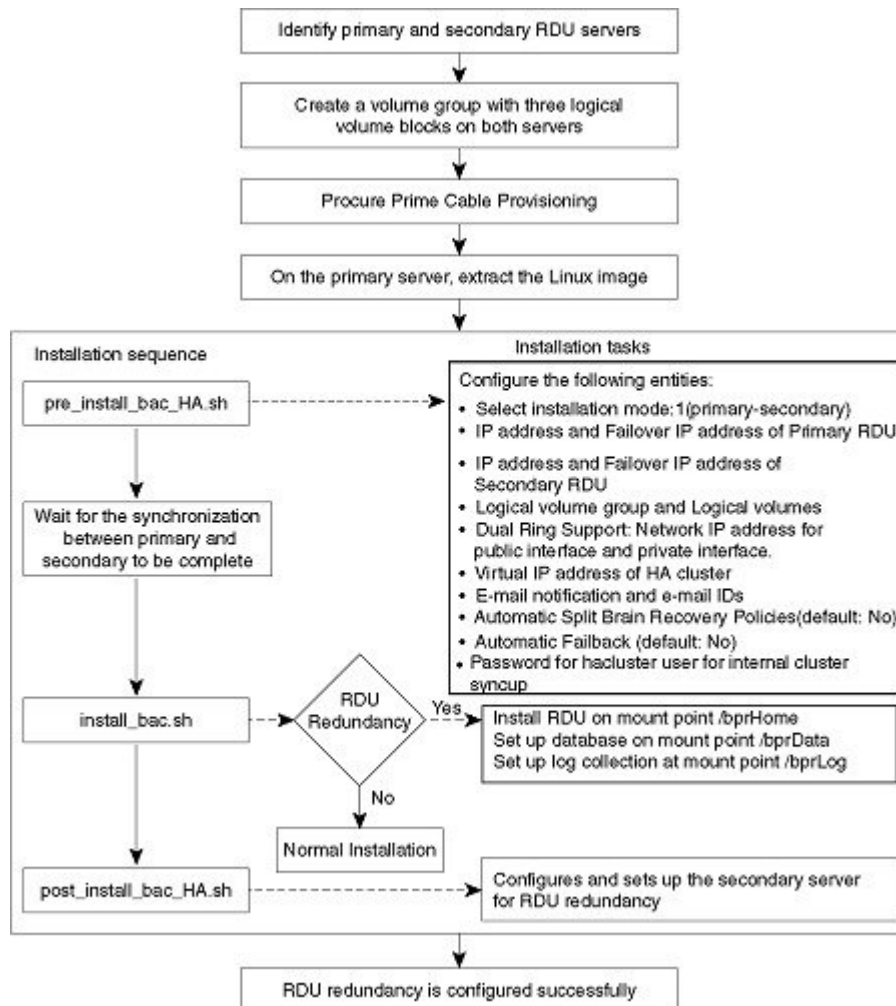 Identify primary and secondary RDU servers
Create a volume group with three logical
volume blocks on both servers
Procure Prime Cable Provisioning
On the primary server, extract the Linux image
Installation sequence
Installation tasks
pre_install_bac_HA.sh
Configure the following entities:
• Select installation mode:1(primary-secondary)
• IP address and Failover IP address of Primary RDU
• IP address and Failover IP address of
Secondary RDU
• Logical volume group and Logical volumes
• Dual Ring Support: Network IP address for
public interface and private interface.
• Virtual IP address of HA cluster
• E-mail notification and e-mail IDs
• Automatic Split Brain Recovery Policies(default: No)
• Automatic Failback (default: No)
• Password for hacluster user for internal cluster
syncup
Wait for the synchronization
between primary and
secondary to be complete
install_bac.sh
RDU
Redundancy
Yes
Install RDU on mount point /bprHome
Set up database on mount point /bprData
Set up log collection at mount point /bprLog
No
Normal Installation
post_install_bac_HA.sh
Configures and sets up the secondary server
for RDU redundancy
RDU redundancy is configured successfully